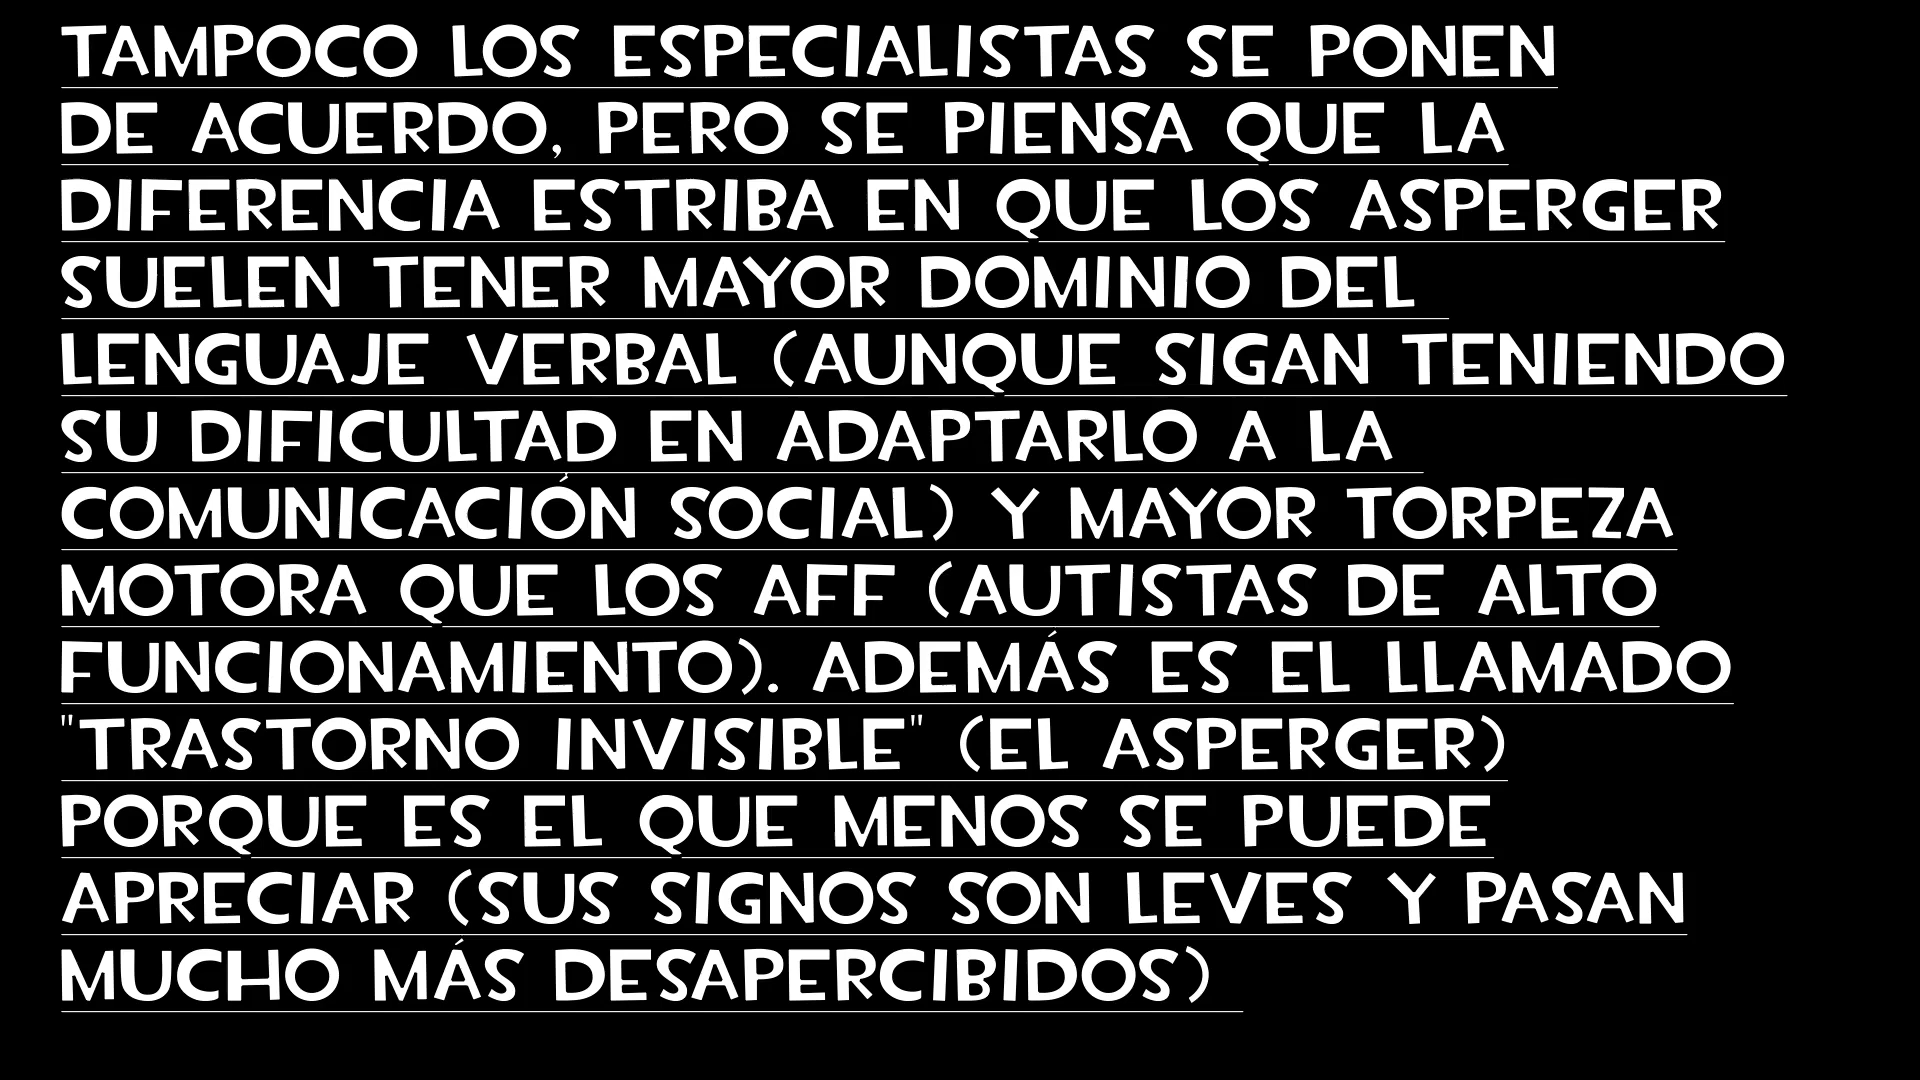 TAMPOCO LOS ESPECIALISTAS SE PONEN
DE ACUERDO, PERO SE PIENSA QUE LA
DIFERENCIA ESTRIBA EN QUE LOS ASPERGER
SUELEN TENER MAYOR DOMINIO DEL
LENGUAJE VERBAL (AUNQUE SIGAN TENIENDO
SU DIFICULTAD EN ADAPTARLO A LA
COMUNICACIÓN SOCIAL) Y MAYOR TORPEZA
MOTORA QUE LOS AFF (AUTISTAS DE ALTO
FUNCIONAMIENTO). ADEMÁS ES EL LLAMADO
"TRASTORNO INVISIBLE" (EL ASPERGER)
PORQUE ES EL QUE MENOS SE PUEDE
APRECIAR (SUS SIGNOS SON LEVES Y PASAN
MUCHO MÁS DESAPERCIBIDOS)